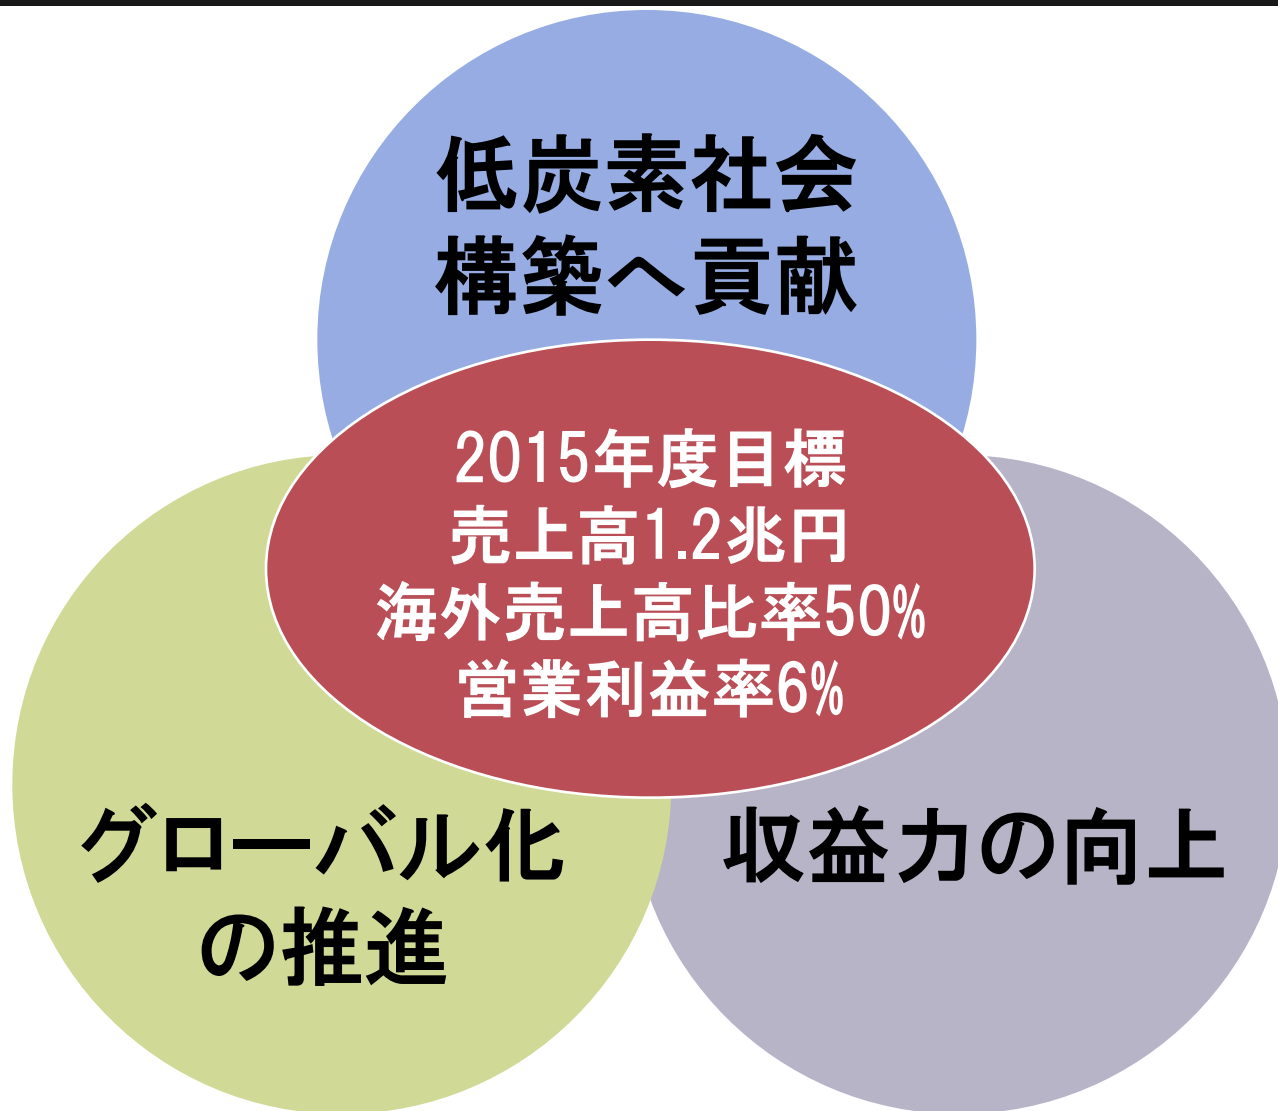 低炭素社会
構築へ貢献
2015年度目標
売上高1.2兆円
海外売上高比率50%
営業利益率6%
グローバル化
の推進
収益力の向上